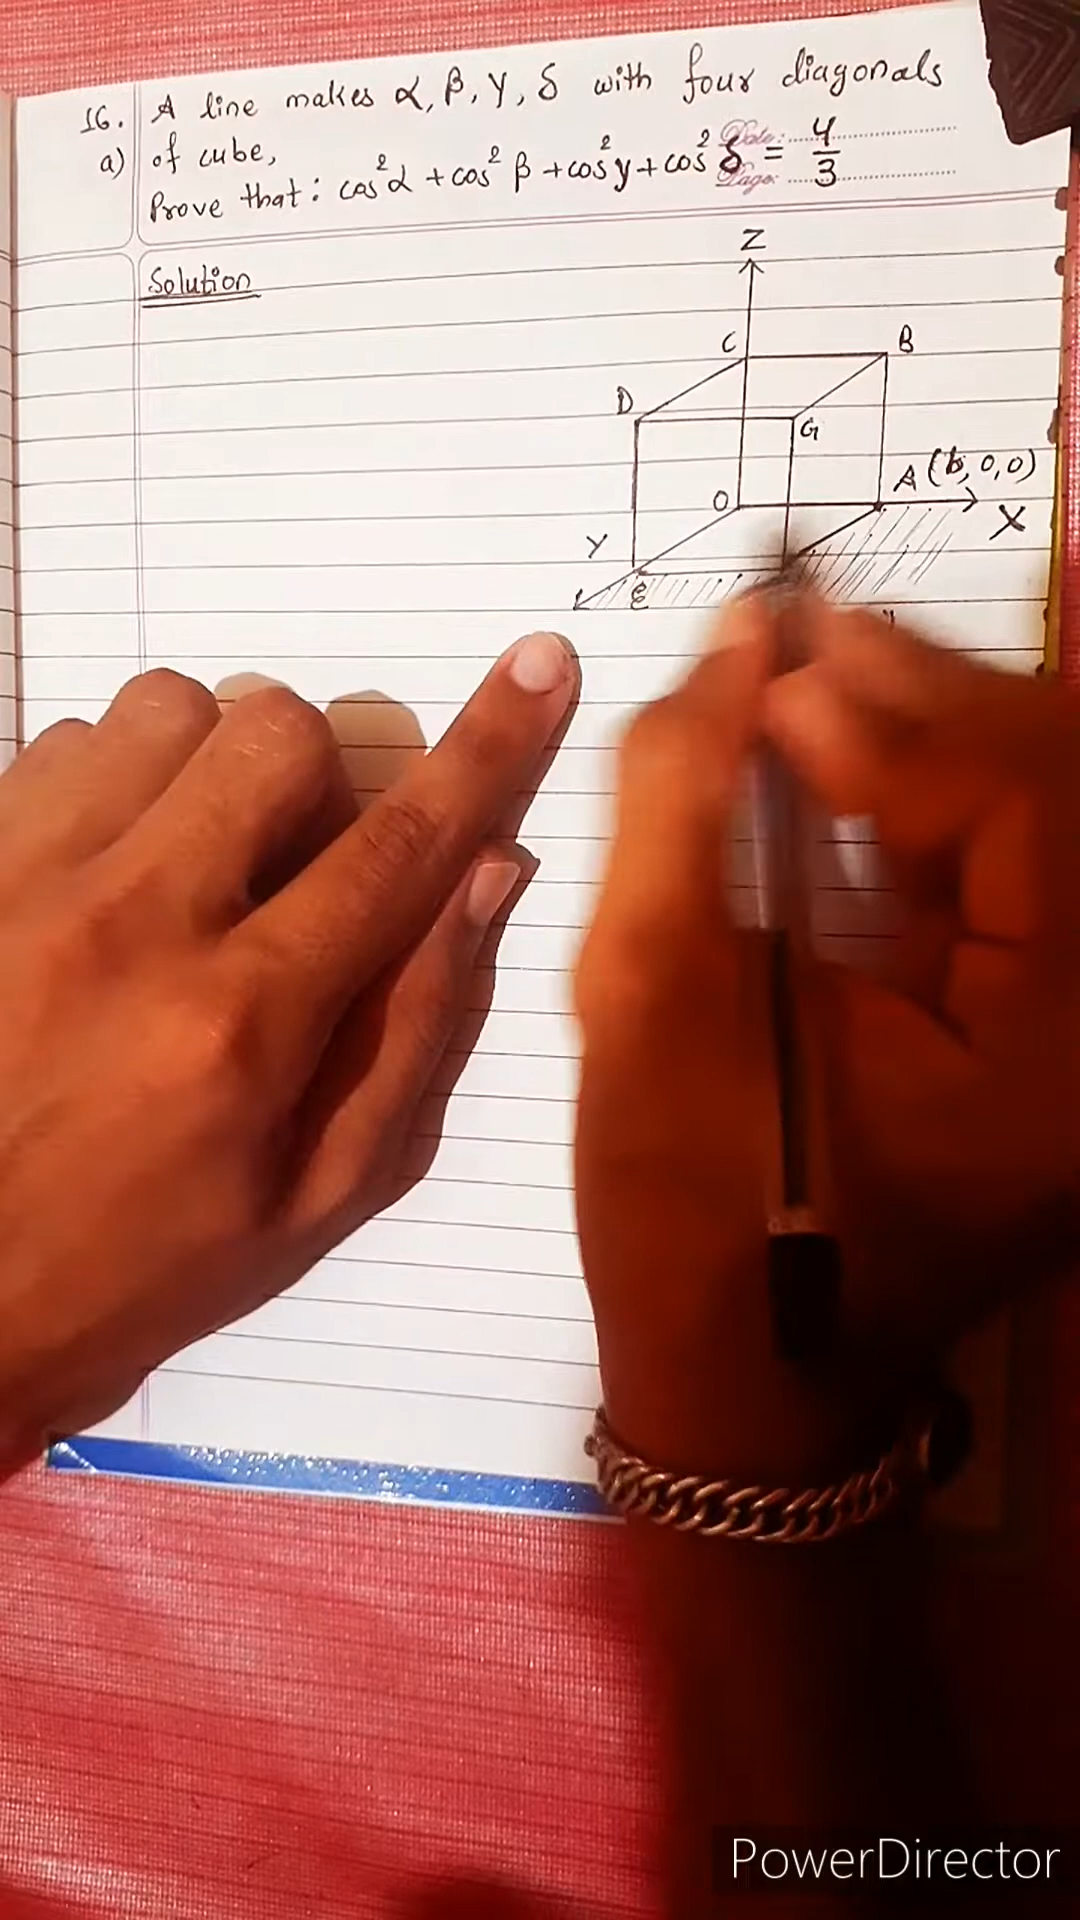 16. A line makes α, β, γ, δ with four diagonals
a) of cube,
Date:
Prove that: cos²α + cos²β + cos²γ + cos²δ = 4/3
Page:
Solution
Z
C B
D G
A (b, 0, 0)
O X
Y
E
PowerDirector